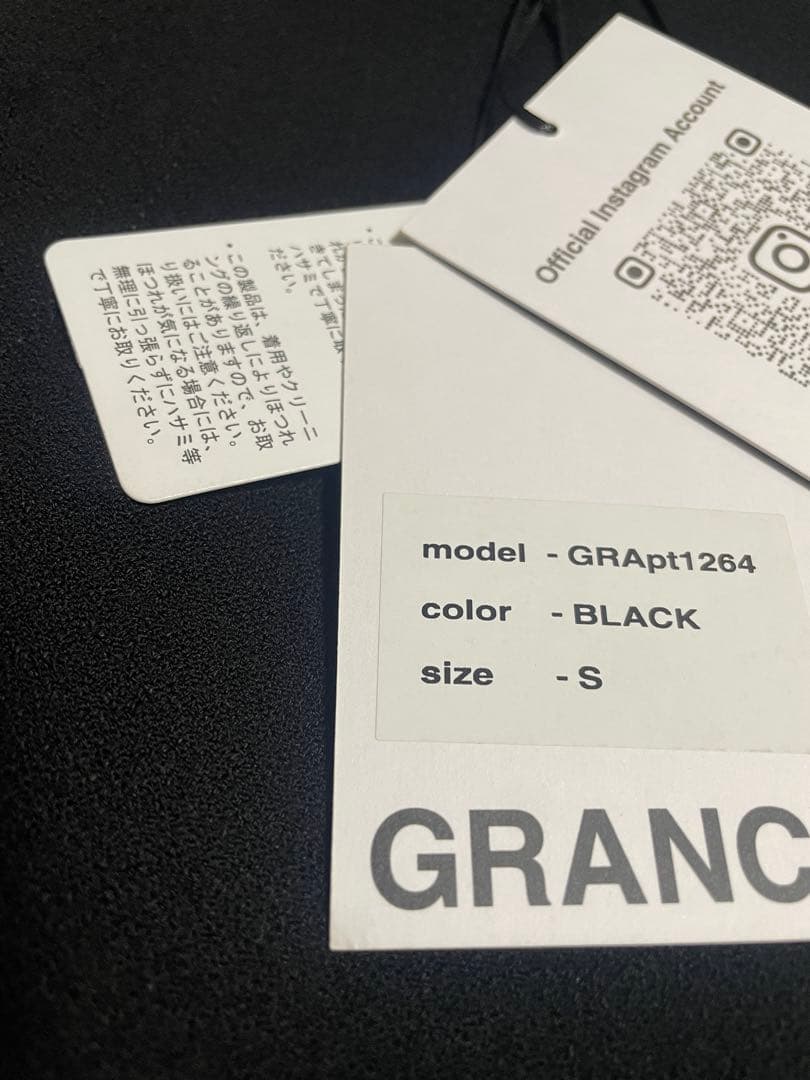 Official Instagram Account
ださい。
ハサミで丁寧に取
・この製品は、着用やクリーニ
ングの繰り返しによりほつれ
ることがありますので、お取
り扱いにはご注意ください。
ほつれが気になる場合には、
無理に引っ張らずにハサミ等
で丁寧にお取りください。
model - GRApt1264
color - BLACK
size - S
GRANC